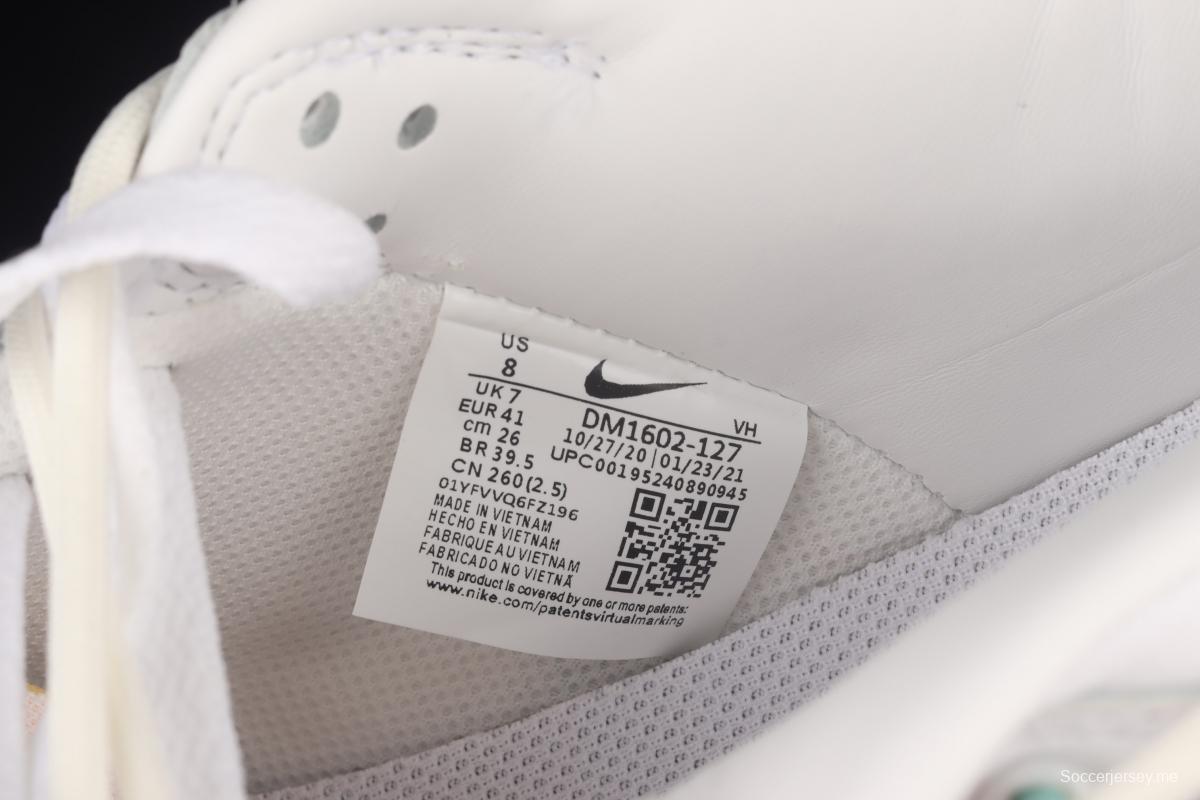 US
8
UK 7
EUR 41
cm 26
BR 39.5
CN 260(2.5)
01YFVVQ6FZ196
VH
DM1602-127
10/27/20|01/23/21
UPC00195240890945
MADE IN VIETNAM
HECHO EN VIETNAM
FABRIQUE AU VIETNAM
FABRICADO NO VIETNÃ
This product is covered by one or more patents:
www.nike.com/patentsvirtualmarking
Soccerjersey.me